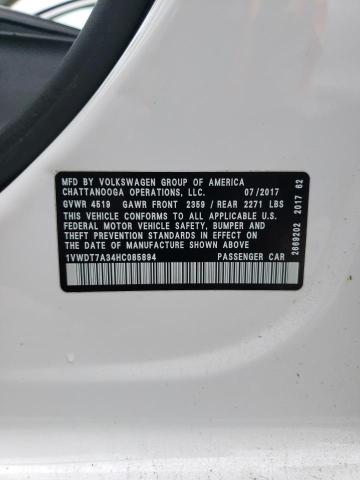 MFD BY VOLKSWAGEN GROUP OF AMERICA
CHATTANOOGA OPERATIONS, LLC. 07/2017
GVWR 4519 GAWR FRONT 2359 / REAR 2271 LBS
THIS VEHICLE CONFORMS TO ALL APPLICABLE U.S.
FEDERAL MOTOR VEHICLE SAFETY, BUMPER AND
THEFT PREVENTION STANDARDS IN EFFECT ON
THE DATE OF MANUFACTURE SHOWN ABOVE
1VWDT7A34HC085894 PASSENGER CAR
2669202 2017 62